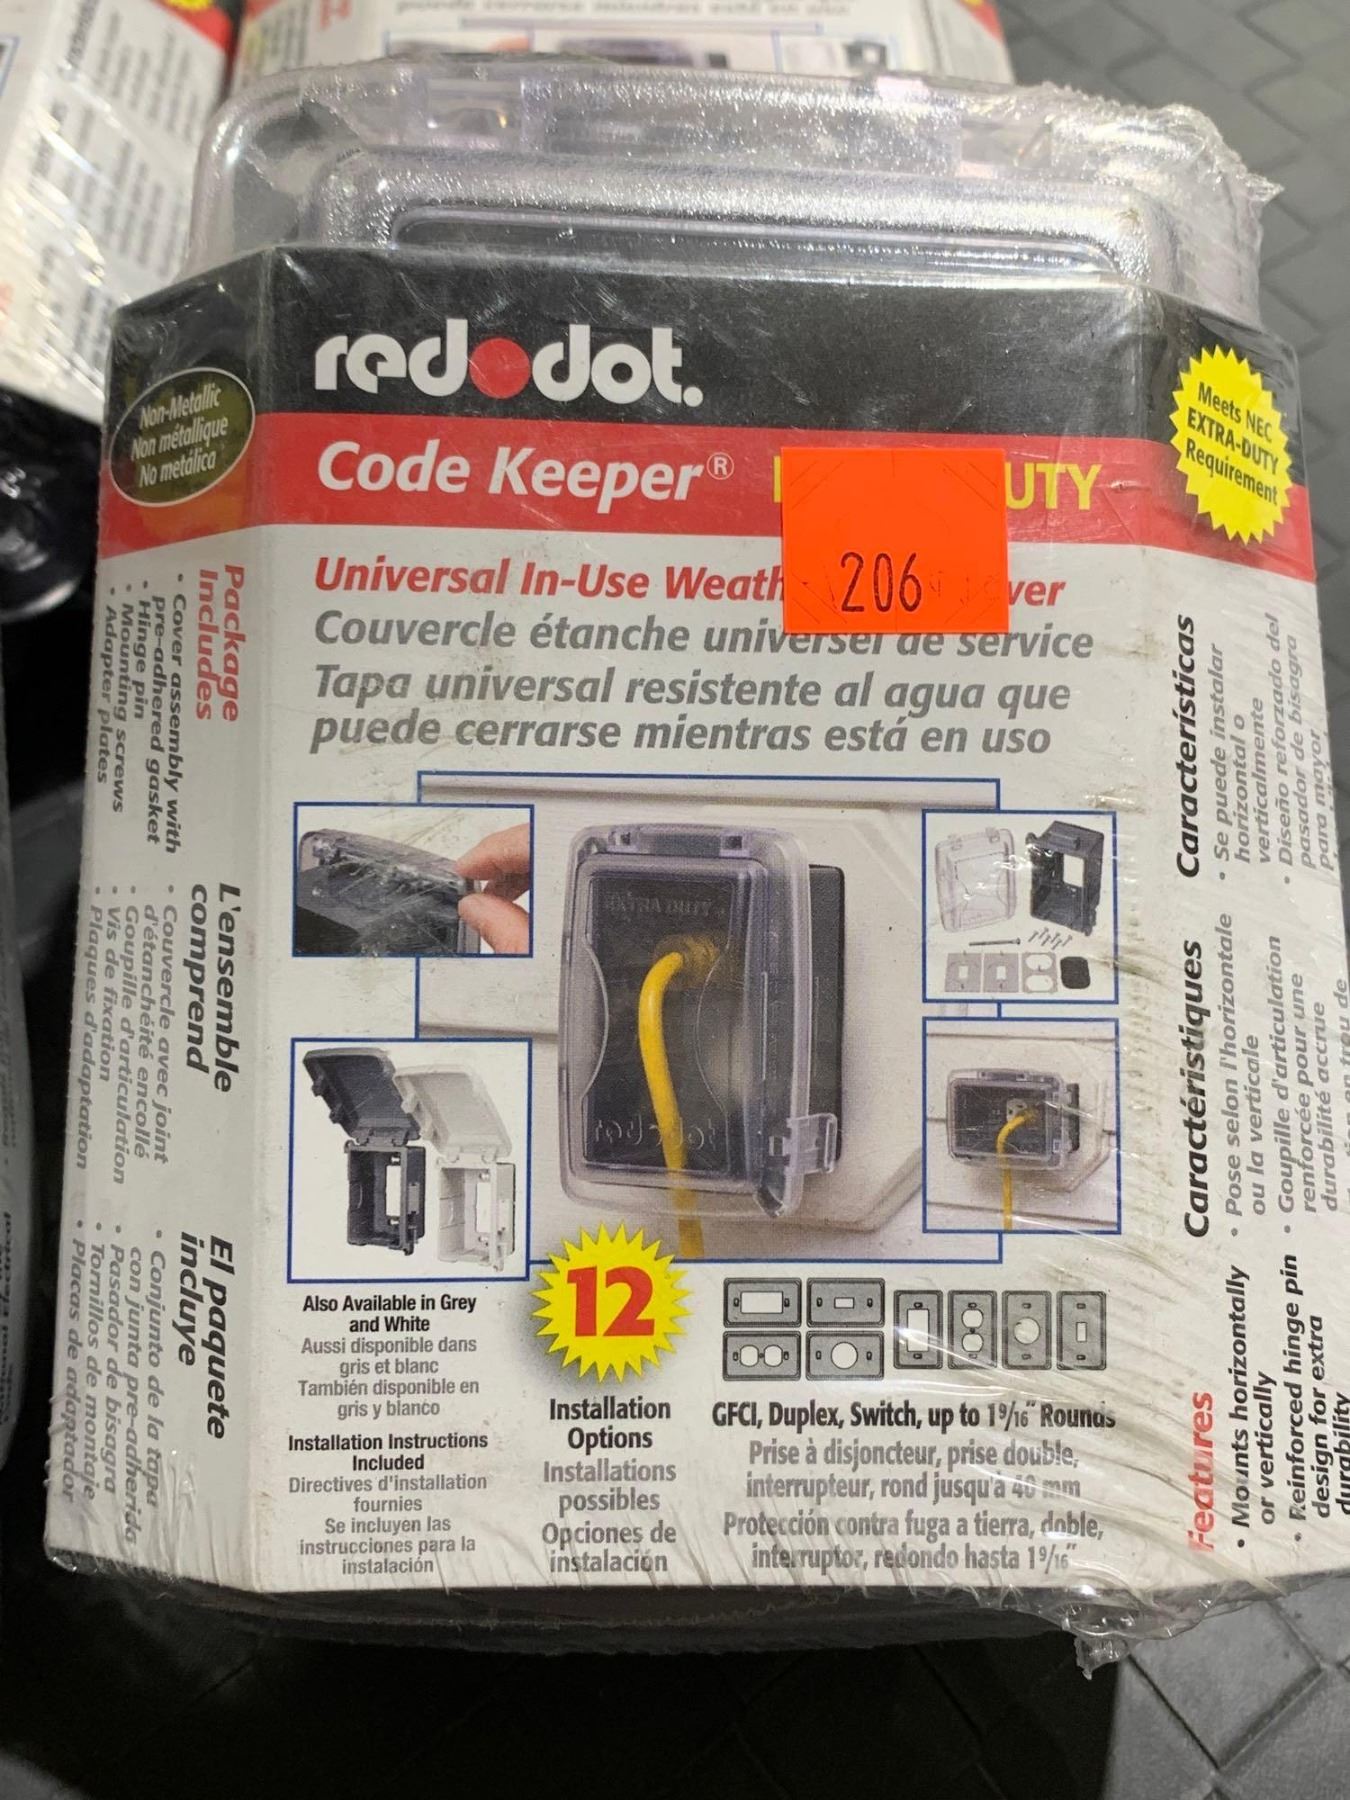 red dot.
Code Keeper®
UTY
Universal In-Use Weath
ver
206
Couvercle étanche universel de service
Tapa universal resistente al agua que
puede cerrarse mientras está en uso
Non-Metallic
Non métallique
No metálica
Meets NEC
EXTRA-DUTY
Requirement
Package
Includes
• Cover assembly with
pre-adhered gasket
• Hinge pin
• Mounting screws
• Adapter plates
L'ensemble
comprend
• Couvercle avec joint
d'étanchéité encollé
• Goupille d'articulation
• Vis de fixation
• Plaques d'adaptation
El paquete
incluye
• Conjunto de la tapa
con junta pre-adherida
• Pasador de bisagra
• Tornillos de montaje
• Placas de adaptador
EXTRA DUTY
red dot
Also Available in Grey
and White
Aussi disponible dans
gris et blanc
También disponible en
gris y blanco
Installation Instructions
Included
Directives d'installation
fournies
Se incluyen las
instrucciones para la
instalación
12
Installation
Options
Installations
possibles
Opciones de
instalación
GFCI, Duplex, Switch, up to 1 9/16" Rounds
Prise à disjoncteur, prise double,
interrupteur, rond jusqu'à 40 mm
Protección contra fuga a tierra, doble,
interruptor, redondo hasta 1 9/16"
Features
• Mounts horizontally
or vertically
• Reinforced hinge pin
design for extra
durability
Caractéristiques
• Pose selon l'horizontale
ou la verticale
• Goupille d'articulation
renforcée pour une
durabilité accrue
Características
• Se puede instalar
horizontal o
verticalmente
• Diseño reforzado del
pasador de bisagra
para mayor
puede cerrarse mientras está en uso